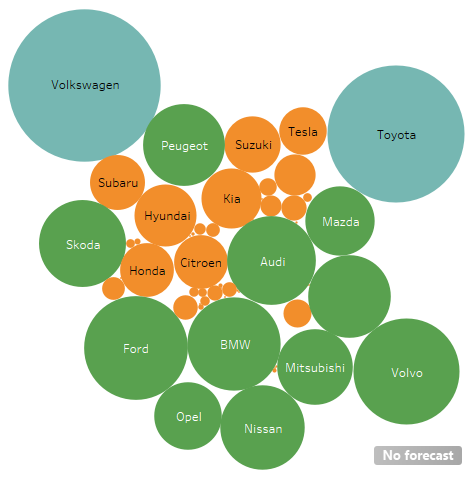 Volkswagen
Toyota
Peugeot
Suzuki
Tesla
Subaru
Kia
Hyundai
Mazda
Skoda
Audi
Citroen
Honda
Ford
BMW
Mitsubishi
Volvo
Opel
Nissan
No forecast